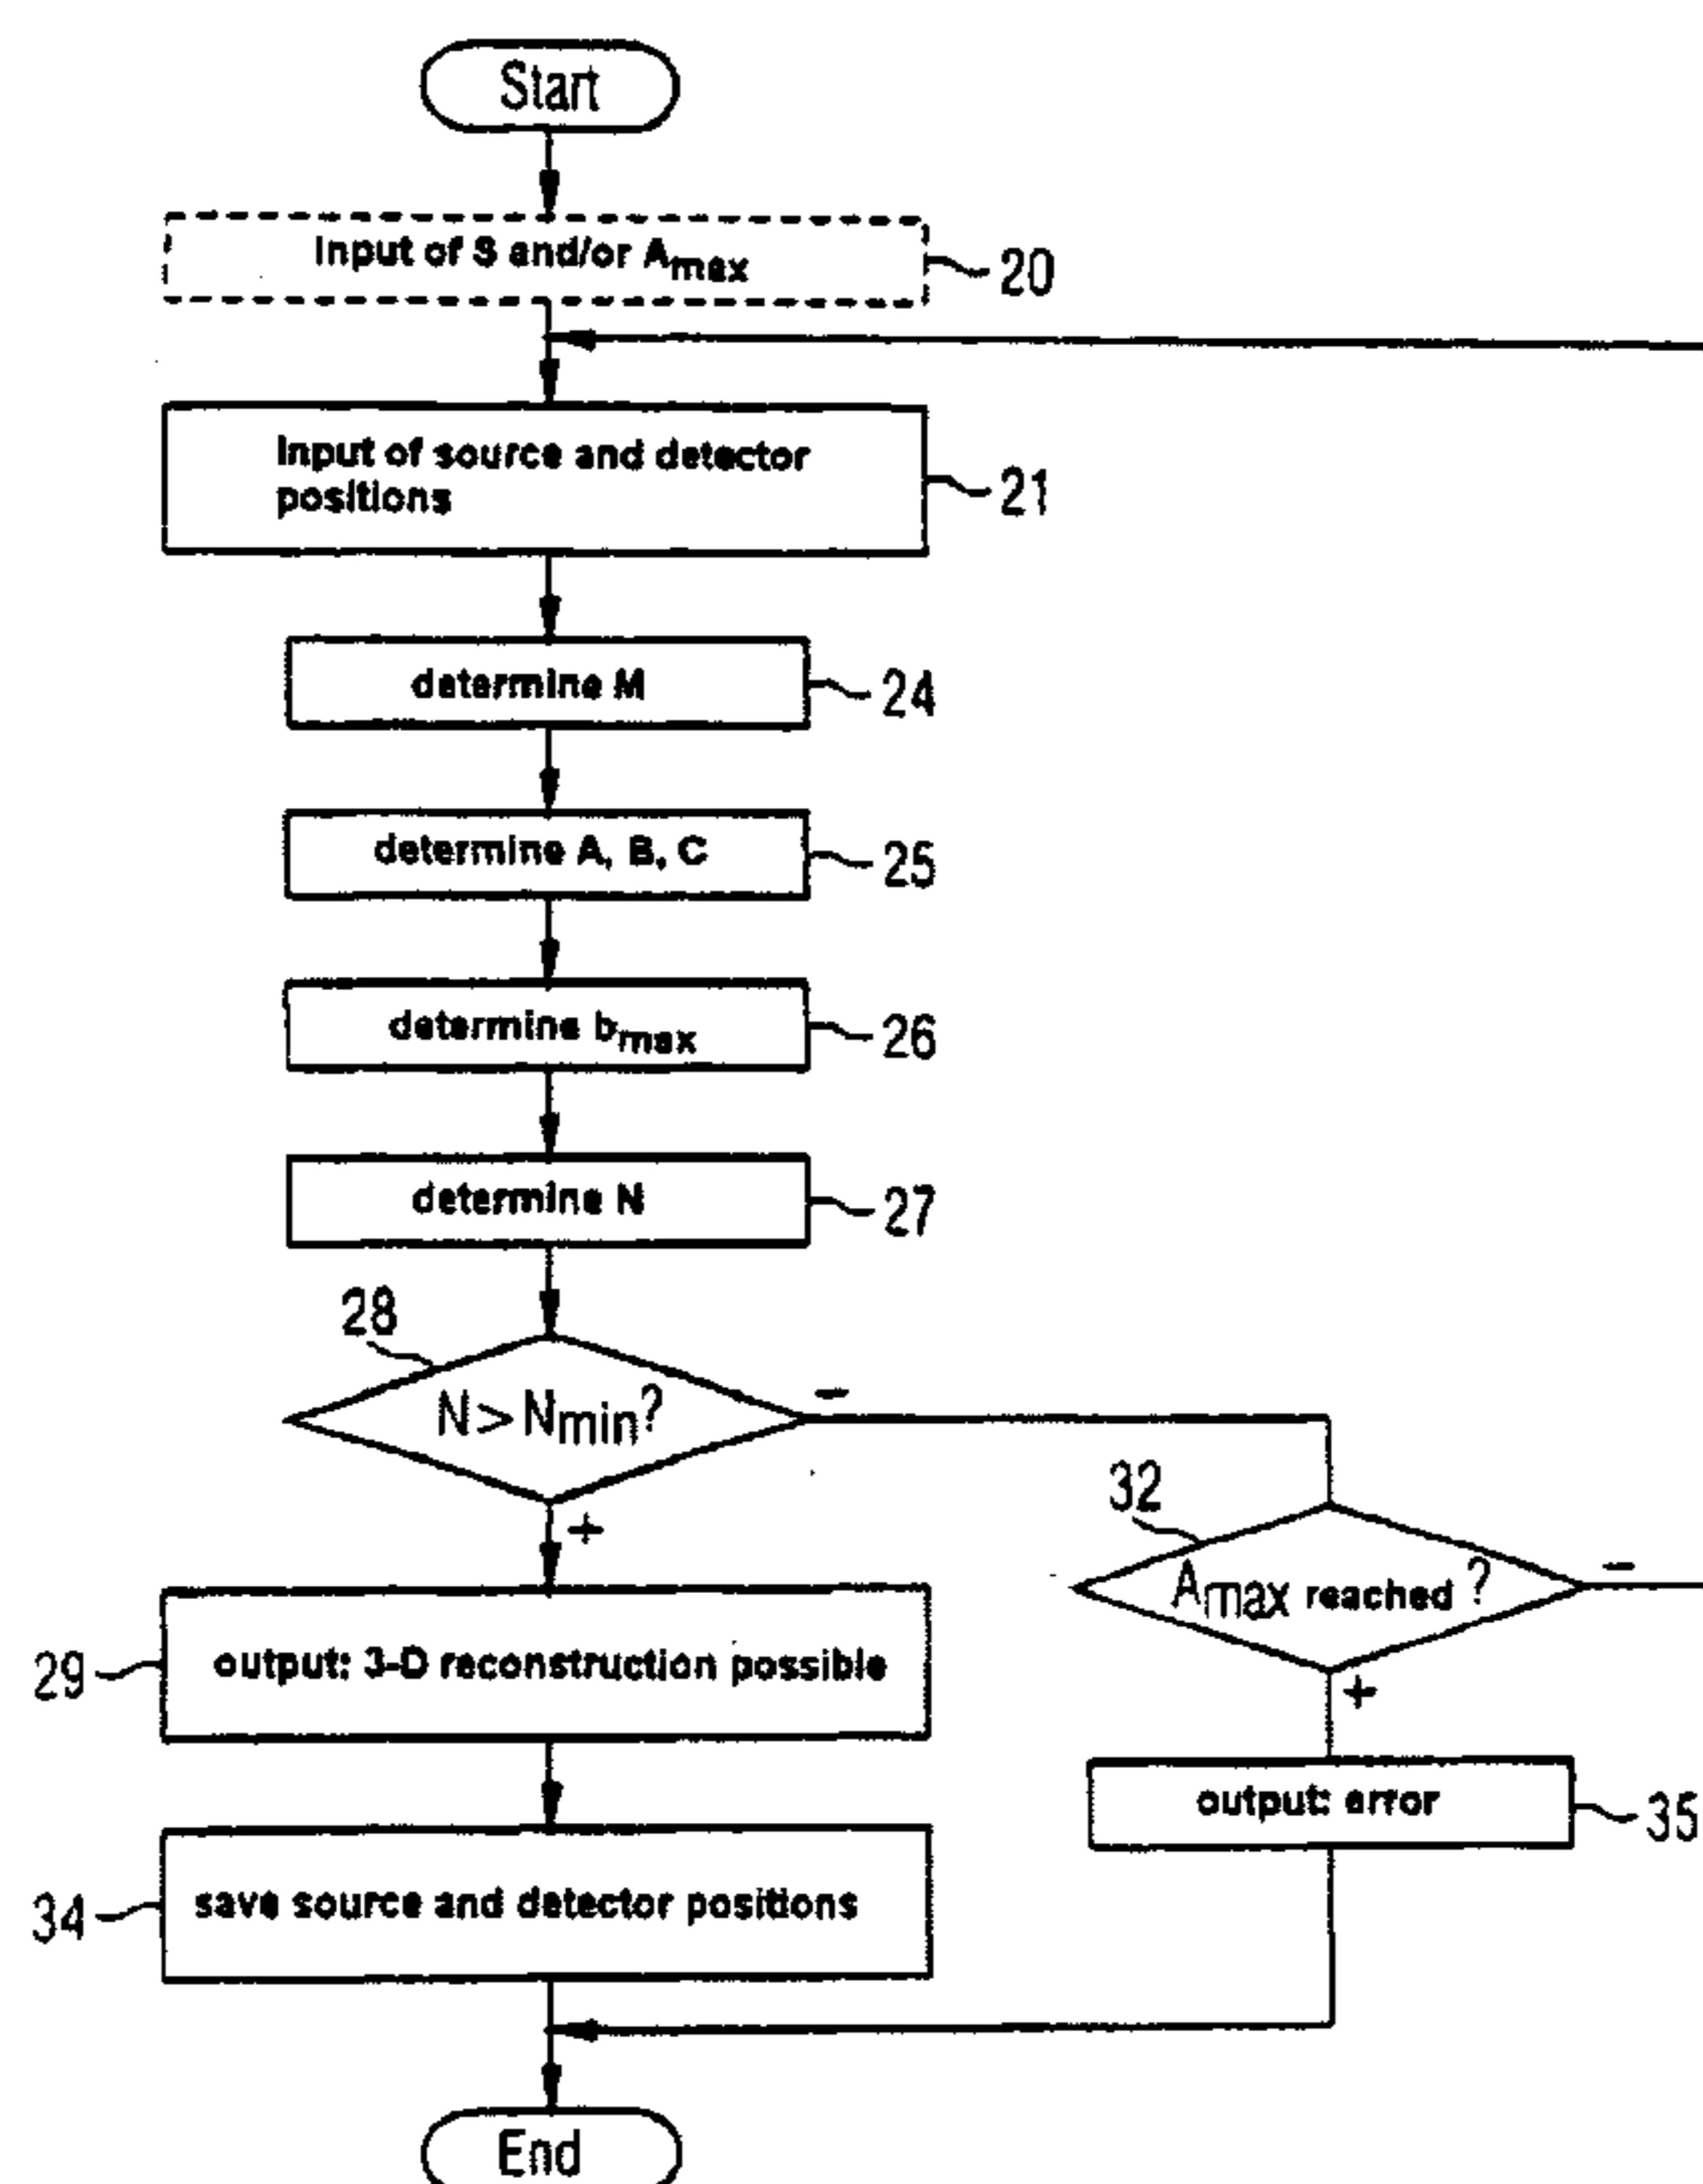 Start
Input of S and/or Amax
20
Input of source and detector
positions
21
determine M
24
determine A, B, C
25
determine bmax
26
determine N
27
28
N > Nmin?
-
+
32
Amax reached ?
-
+
29
output: 3-D reconstruction possible
output: error
35
34
save source and detector positions
End